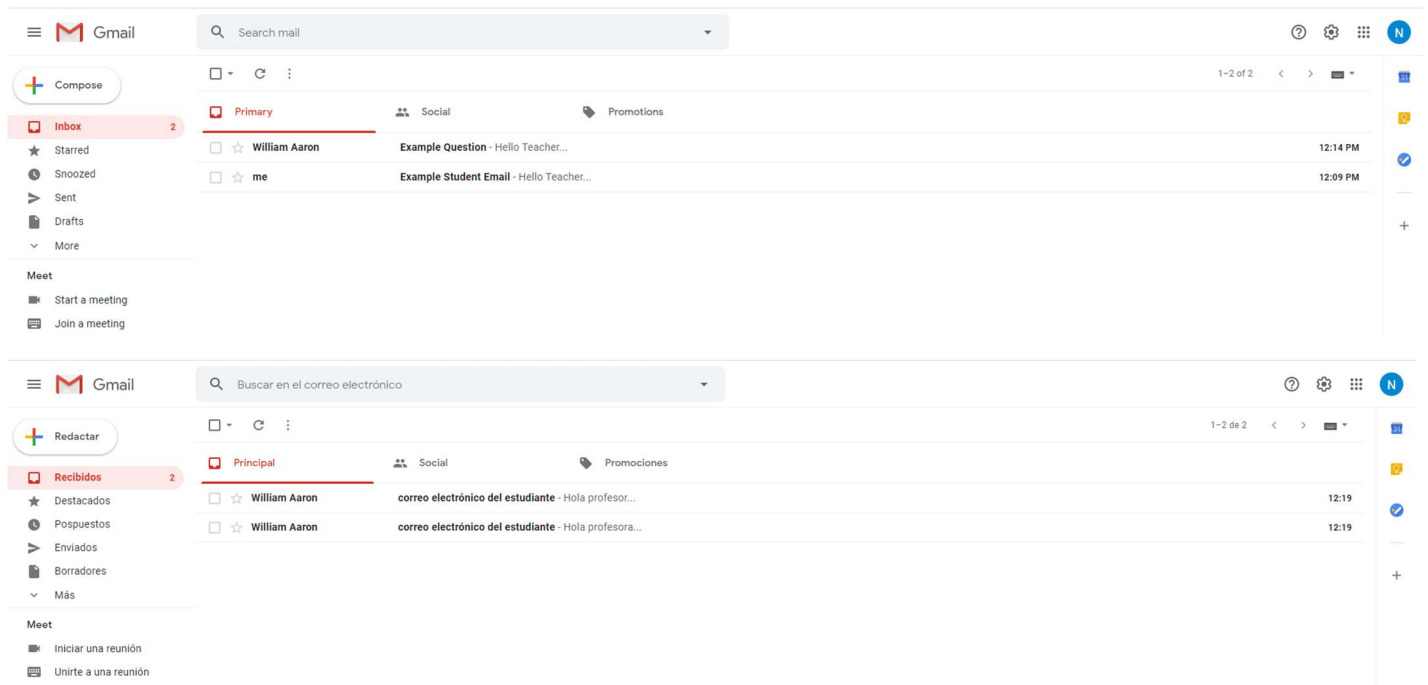 Gmail
Search mail
N
Compose
1–2 of 2
31
Primary
Social
Promotions
Inbox 2
William Aaron Example Question - Hello Teacher... 12:14 PM
Starred
me Example Student Email - Hello Teacher... 12:09 PM
Snoozed
Sent
Drafts
More
Meet
Start a meeting
Join a meeting
Gmail
Buscar en el correo electrónico
N
Redactar
1–2 de 2
31
Principal
Social
Promociones
Recibidos 2
William Aaron correo electrónico del estudiante - Hola profesor... 12:19
Destacados
William Aaron correo electrónico del estudiante - Hola profesora... 12:19
Pospuestos
Enviados
Borradores
Más
Meet
Iniciar una reunión
Unirte a una reunión